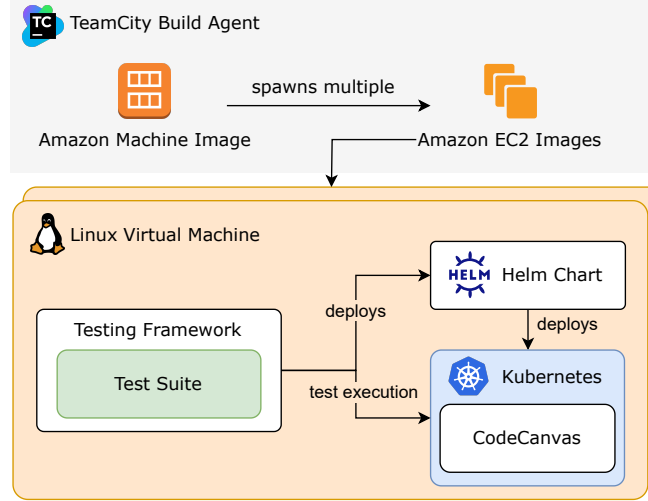 TC
TeamCity Build Agent
spawns multiple
Amazon Machine Image
Amazon EC2 Images
Linux Virtual Machine
HELM
Helm Chart
deploys
deploys
Testing Framework
Test Suite
Kubernetes
test execution
CodeCanvas